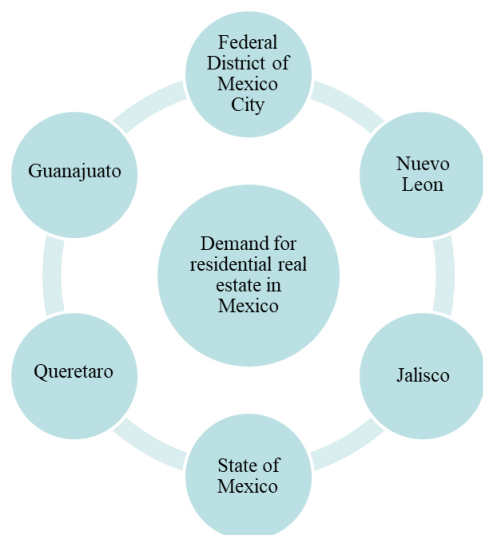 Federal
District of
Mexico
City
Guanajuato
Nuevo
Leon
Demand for
residential real
estate in
Mexico
Queretaro
Jalisco
State of
Mexico